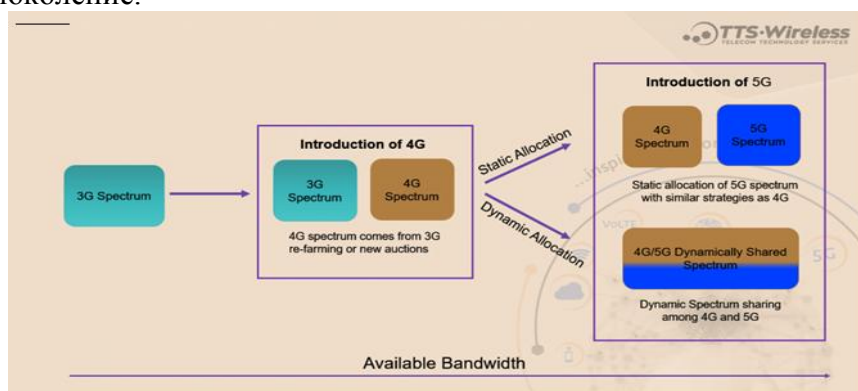 поколение.
TTS·Wireless
TELECOM TECHNOLOGY SERVICES
Introduction of 5G
Introduction of 4G
3G Spectrum
3G
Spectrum
4G
Spectrum
4G spectrum comes from 3G
re-farming or new auctions
Static Allocation
Dynamic Allocation
4G
Spectrum
5G
Spectrum
Static allocation of 5G spectrum
with similar strategies as 4G
VoLTE
5G
4G/5G Dynamically Shared
Spectrum
Dynamic Spectrum sharing
among 4G and 5G
Available Bandwidth